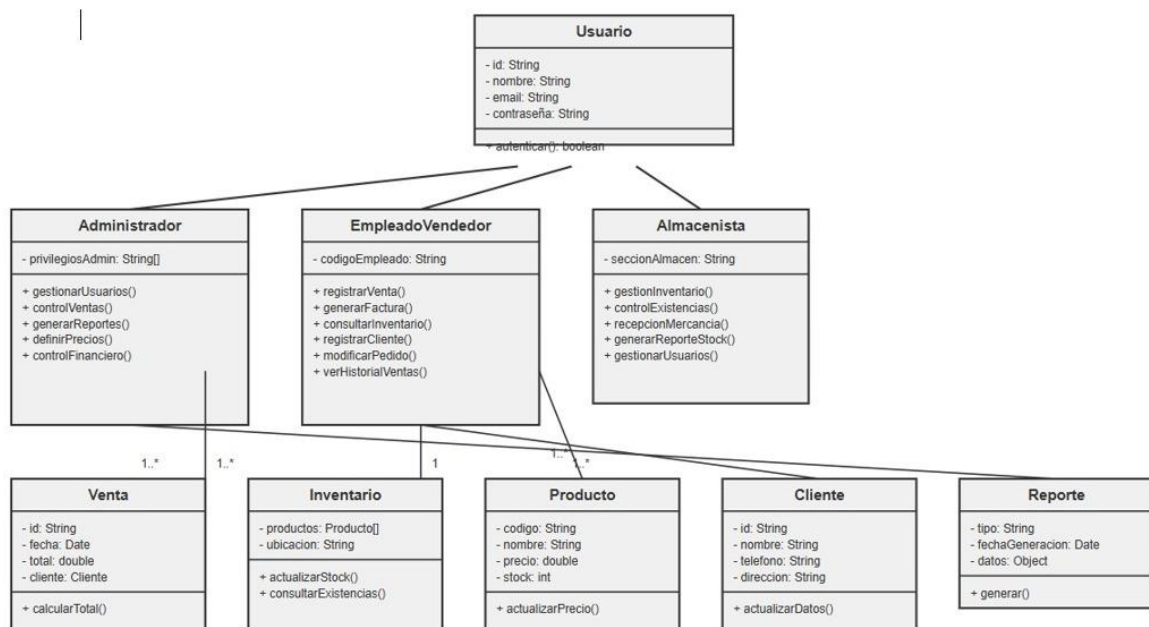 Usuario
- id: String
- nombre: String
- email: String
- contraseña: String
+ autenticar(): boolean
Administrador
- privilegiosAdmin: String[]
+ gestionarUsuarios()
+ controlVentas()
+ generarReportes()
+ definirPrecios()
+ controlFinanciero()
EmpleadoVendedor
- codigoEmpleado: String
+ registrarVenta()
+ generarFactura()
+ consultarInventario()
+ registrarCliente()
+ modificarPedido()
+ verHistorialVentas()
Almacenista
- seccionAlmacen: String
+ gestionInventario()
+ controlExistencias()
+ recepcionMercancia()
+ generarReporteStock()
+ gestionarUsuarios()
1..*
1..*
1
1..*
1..*
Venta
- id: String
- fecha: Date
- total: double
- cliente: Cliente
+ calcularTotal()
Inventario
- productos: Producto[]
- ubicacion: String
+ actualizarStock()
+ consultarExistencias()
Producto
- codigo: String
- nombre: String
- precio: double
- stock: int
+ actualizarPrecio()
Cliente
- id: String
- nombre: String
- telefono: String
- direccion: String
+ actualizarDatos()
Reporte
- tipo: String
- fechaGeneracion: Date
- datos: Object
+ generar()